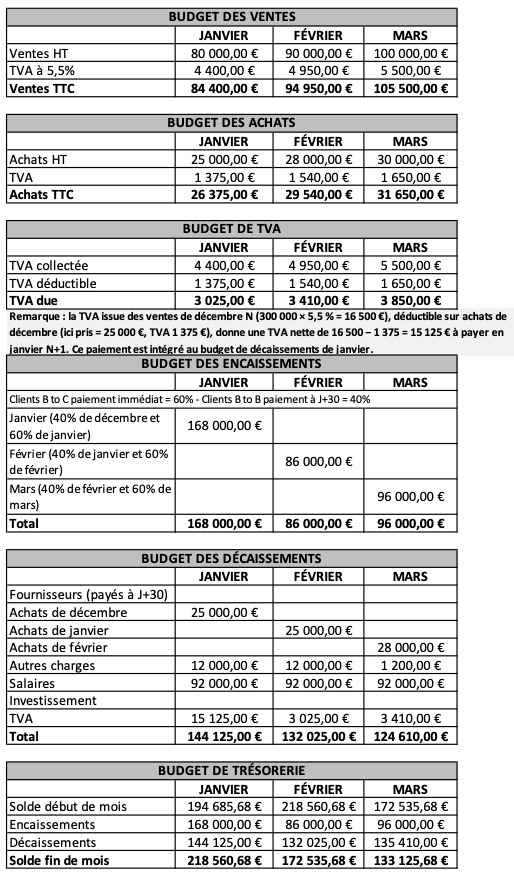 BUDGET DES VENTES
JANVIER FÉVRIER MARS
Ventes HT 80 000,00 € 90 000,00 € 100 000,00 €
TVA à 5,5% 4 400,00 € 4 950,00 € 5 500,00 €
Ventes TTC 84 400,00 € 94 950,00 € 105 500,00 €
BUDGET DES ACHATS
JANVIER FÉVRIER MARS
Achats HT 25 000,00 € 28 000,00 € 30 000,00 €
TVA 1 375,00 € 1 540,00 € 1 650,00 €
Achats TTC 26 375,00 € 29 540,00 € 31 650,00 €
BUDGET DE TVA
JANVIER FÉVRIER MARS
TVA collectée 4 400,00 € 4 950,00 € 5 500,00 €
TVA déductible 1 375,00 € 1 540,00 € 1 650,00 €
TVA due 3 025,00 € 3 410,00 € 3 850,00 €
Remarque : la TVA issue des ventes de décembre N (300 000 × 5,5 % = 16 500 €), déductible sur achats de
décembre (ici pris = 25 000 €, TVA 1 375 €), donne une TVA nette de 16 500 – 1 375 = 15 125 € à payer en
janvier N+1. Ce paiement est intégré au budget de décaissements de janvier.
BUDGET DES ENCAISSEMENTS
JANVIER FÉVRIER MARS
Clients B to C paiement immédiat = 60% - Clients B to B paiement à J+30 = 40%
Janvier (40% de décembre et
60% de janvier) 168 000,00 €
Février (40% de janvier et 60%
de février) 86 000,00 €
Mars (40% de février et 60% de
mars) 96 000,00 €
Total 168 000,00 € 86 000,00 € 96 000,00 €
BUDGET DES DÉCAISSEMENTS
JANVIER FÉVRIER MARS
Fournisseurs (payés à J+30)
Achats de décembre 25 000,00 €
Achats de janvier 25 000,00 €
Achats de février 28 000,00 €
Autres charges 12 000,00 € 12 000,00 € 1 200,00 €
Salaires 92 000,00 € 92 000,00 € 92 000,00 €
Investissement
TVA 15 125,00 € 3 025,00 € 3 410,00 €
Total 144 125,00 € 132 025,00 € 124 610,00 €
BUDGET DE TRÉSORERIE
JANVIER FÉVRIER MARS
Solde début de mois 194 685,68 € 218 560,68 € 172 535,68 €
Encaissements 168 000,00 € 86 000,00 € 96 000,00 €
Décaissements 144 125,00 € 132 025,00 € 135 410,00 €
Solde fin de mois 218 560,68 € 172 535,68 € 133 125,68 €